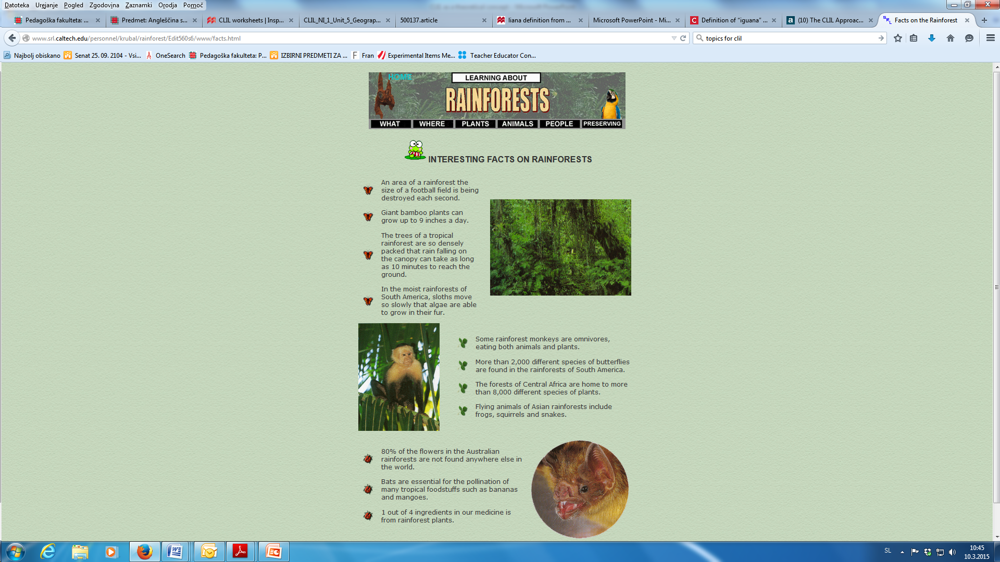 Datoteka Urejanje Pogled Zgodovina Zaznamki Orodja Pomoč
Pedagoška fakulteta: ...
Predmet: Angleščina s...
CLIL worksheets | Insp...
CLIL_NI_1_Unit_5_Geograp...
500137.article
liana definition from ...
Microsoft PowerPoint - Mi...
Definition of “iguana” ...
(10) The CLIL Approac...
Facts on the Rainforest
www.srl.caltech.edu/personnel/krubal/rainforest/Edit560s6/www/facts.html
topics for clil
Najbolj obiskano
Senat 25. 09. 2104 - Vsi...
OneSearch
Pedagoška fakulteta: P...
IZBIRNI PREDMETI ZA ...
Fran
Experimental Items Me...
Teacher Educator Con...
HOME
LEARNING ABOUT
RAINFORESTS
WHAT WHERE PLANTS ANIMALS PEOPLE PRESERVING
INTERESTING FACTS ON RAINFORESTS
An area of a rainforest the
size of a football field is being
destroyed each second.
Giant bamboo plants can
grow up to 9 inches a day.
The trees of a tropical
rainforest are so densely
packed that rain falling on
the canopy can take as long
as 10 minutes to reach the
ground.
In the moist rainforests of
South America, sloths move
so slowly that algae are able
to grow in their fur.
Some rainforest monkeys are omnivores,
eating both animals and plants.
More than 2,000 different species of butterflies
are found in the rainforests of South America.
The forests of Central Africa are home to more
than 8,000 different species of plants.
Flying animals of Asian rainforests include
frogs, squirrels and snakes.
80% of the flowers in the Australian
rainforests are not found anywhere else in
the world.
Bats are essential for the pollination of
many tropical foodstuffs such as bananas
and mangoes.
1 out of 4 ingredients in our medicine is
from rainforest plants.
SL
10:45
10.3.2015